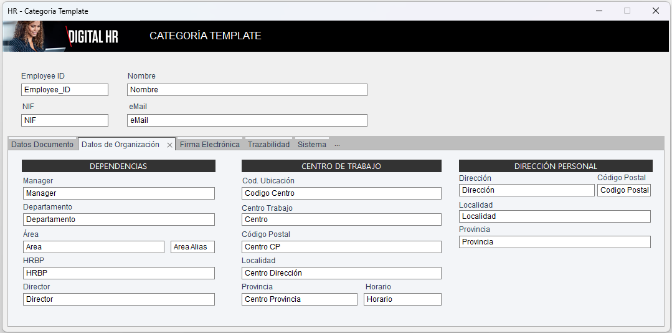 HR - Categoria Template
DIGITAL HR
CATEGORÍA TEMPLATE
Employee ID
Nombre
Employee_ID
Nombre
NIF
eMail
NIF
eMail
Datos Documento
Datos de Organización
Firma Electrónica
Trazabilidad
Sistema
...
DEPENDENCIAS
Manager
Manager
Departamento
Departamento
Área
Area
Area Alias
HRBP
HRBP
Director
Director
CENTRO DE TRABAJO
Cod. Ubicación
Codigo Centro
Centro Trabajo
Centro
Código Postal
Centro CP
Localidad
Centro Dirección
Provincia
Horario
Centro Provincia
Horario
DIRECCIÓN PERSONAL
Dirección
Código Postal
Dirección
Codigo Postal
Localidad
Localidad
Provincia
Provincia